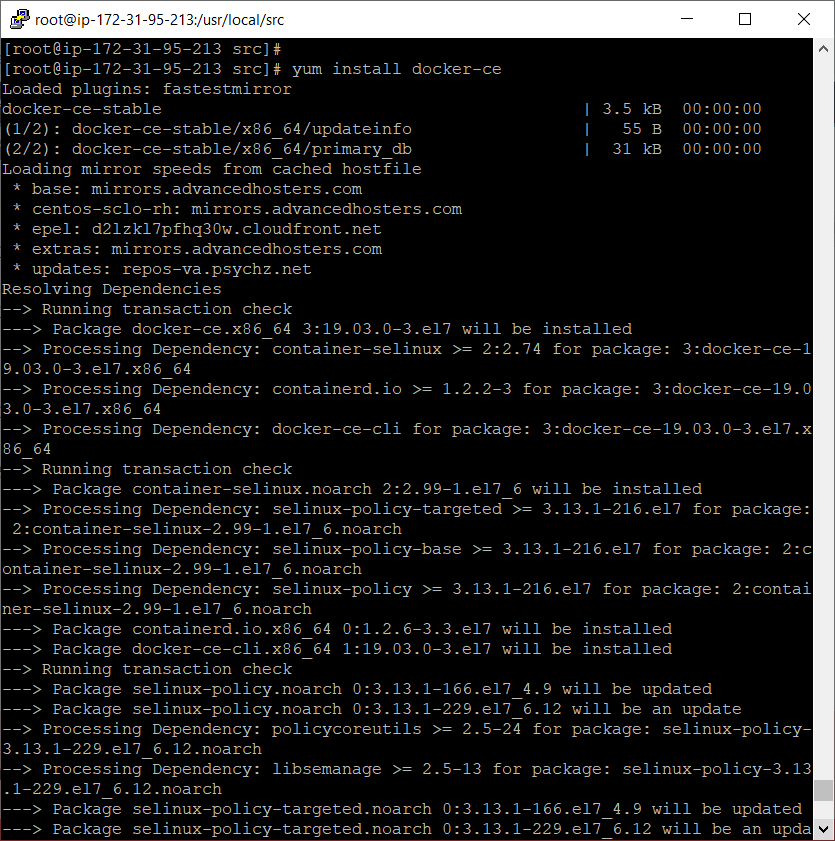 root@ip-172-31-95-213:/usr/local/src
[root@ip-172-31-95-213 src]#
[root@ip-172-31-95-213 src]# yum install docker-ce
Loaded plugins: fastestmirror
docker-ce-stable                                          | 3.5 kB  00:00:00
(1/2): docker-ce-stable/x86_64/updateinfo                 |   55 B  00:00:00
(2/2): docker-ce-stable/x86_64/primary_db                 |  31 kB  00:00:00
Loading mirror speeds from cached hostfile
 * base: mirrors.advancedhosters.com
 * centos-sclo-rh: mirrors.advancedhosters.com
 * epel: d2lzkl7pfhq30w.cloudfront.net
 * extras: mirrors.advancedhosters.com
 * updates: repos-va.psychz.net
Resolving Dependencies
--> Running transaction check
---> Package docker-ce.x86_64 3:19.03.0-3.el7 will be installed
--> Processing Dependency: container-selinux >= 2:2.74 for package: 3:docker-ce-1
9.03.0-3.el7.x86_64
--> Processing Dependency: containerd.io >= 1.2.2-3 for package: 3:docker-ce-19.0
3.0-3.el7.x86_64
--> Processing Dependency: docker-ce-cli for package: 3:docker-ce-19.03.0-3.el7.x
86_64
--> Running transaction check
---> Package container-selinux.noarch 2:2.99-1.el7_6 will be installed
--> Processing Dependency: selinux-policy-targeted >= 3.13.1-216.el7 for package:
 2:container-selinux-2.99-1.el7_6.noarch
--> Processing Dependency: selinux-policy-base >= 3.13.1-216.el7 for package: 2:c
ontainer-selinux-2.99-1.el7_6.noarch
--> Processing Dependency: selinux-policy >= 3.13.1-216.el7 for package: 2:contai
ner-selinux-2.99-1.el7_6.noarch
---> Package containerd.io.x86_64 0:1.2.6-3.3.el7 will be installed
---> Package docker-ce-cli.x86_64 1:19.03.0-3.el7 will be installed
--> Running transaction check
---> Package selinux-policy.noarch 0:3.13.1-166.el7_4.9 will be updated
---> Package selinux-policy.noarch 0:3.13.1-229.el7_6.12 will be an update
--> Processing Dependency: policycoreutils >= 2.5-24 for package: selinux-policy-
3.13.1-229.el7_6.12.noarch
--> Processing Dependency: libsemanage >= 2.5-13 for package: selinux-policy-3.13
.1-229.el7_6.12.noarch
---> Package selinux-policy-targeted.noarch 0:3.13.1-166.el7_4.9 will be updated
---> Package selinux-policy-targeted.noarch 0:3.13.1-229.el7_6.12 will be an upda